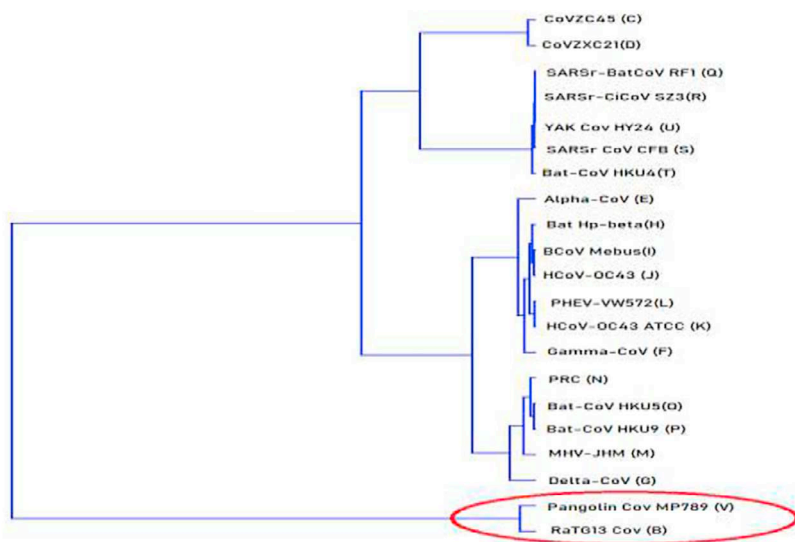 CoVZC45 (C)
CoVZXC21(D)
SARSr-BatCoV RF1 (Q)
SARSr-CiCoV SZ3(R)
YAK Cov HY24 (U)
SARSr CoV CFB (S)
Bat-CoV HKU4(T)
Alpha-CoV (E)
Bat Hp-beta(H)
BCoV Mebus(I)
HCoV-OC43 (J)
PHEV-VW572(L)
HCoV-OC43 ATCC (K)
Gamma-CoV (F)
PRC (N)
Bat-CoV HKU5(O)
Bat-CoV HKU9 (P)
MHV-JHM (M)
Delta-CoV (G)
Pangolin Cov MP789 (V)
RaTG13 Cov (B)